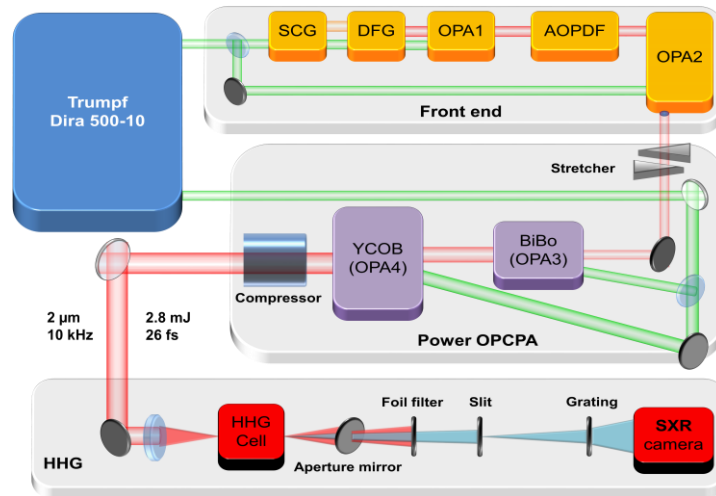 SCG
DFG
OPA1
AOPDF
OPA2
Trumpf
Dira 500-10
Front end
Stretcher
YCOB
(OPA4)
BiBo
(OPA3)
Compressor
Power OPCPA
2 µm
10 kHz
2.8 mJ
26 fs
HHG
Cell
Aperture mirror
Foil filter
Slit
Grating
SXR
camera
HHG